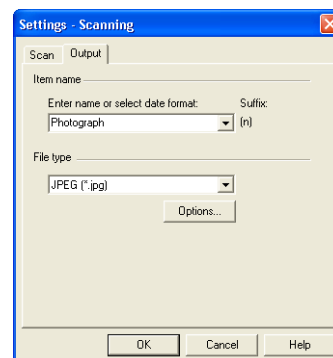 Settings - Scanning
Scan Output
Item name
Enter name or select date format: Suffix:
Photograph (n)
File type
JPEG (*.jpg)
Options...
OK Cancel Help